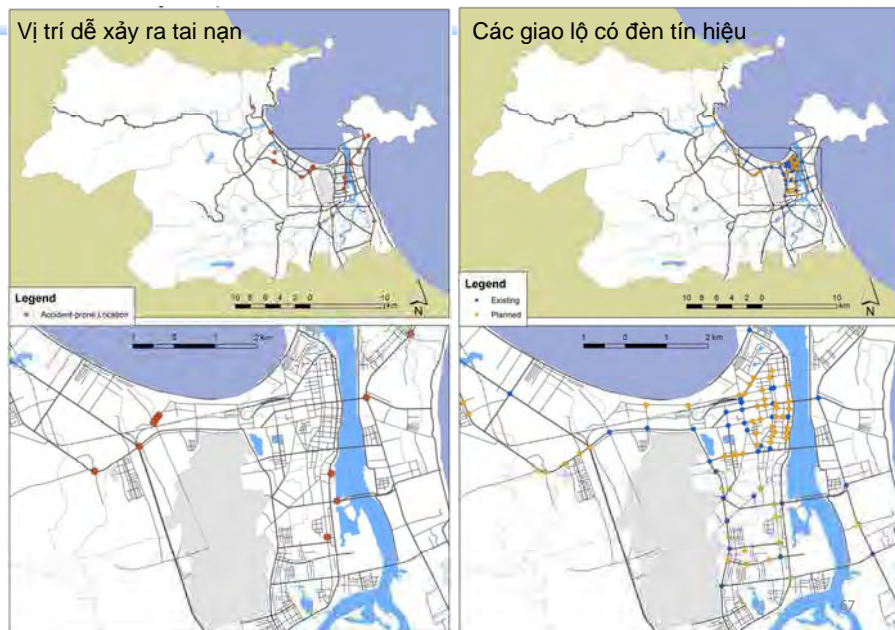 Vị trí dễ xảy ra tai nạn
Legend
Accident-prone Location
10 8 6 4 2 0 10
km
N
1 0 1 2 km
Các giao lộ có đèn tín hiệu
Legend
Existing
Planned
10 8 6 4 2 0 10
km
N
1 0 1 2 km
67